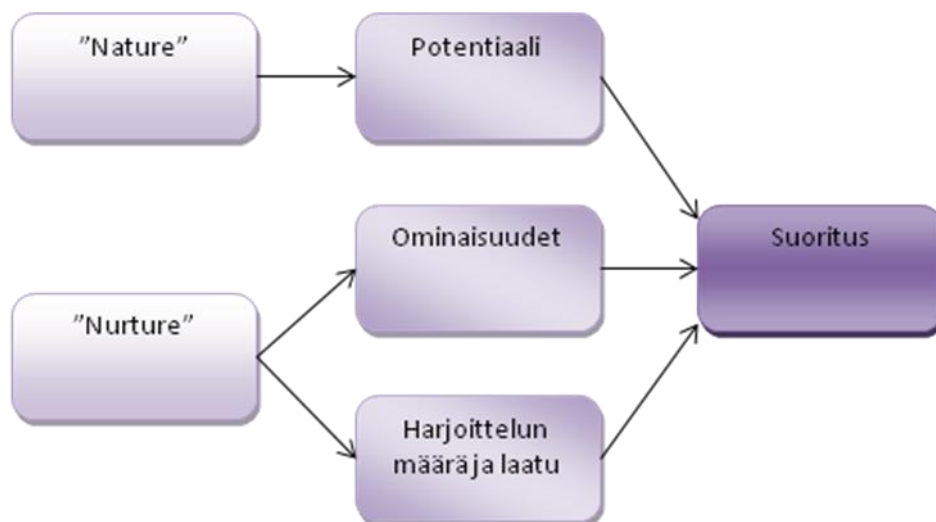 ”Nature”
Potentiaali
Ominaisuudet
Suoritus
”Nurture”
Harjoittelun
määrä ja laatu